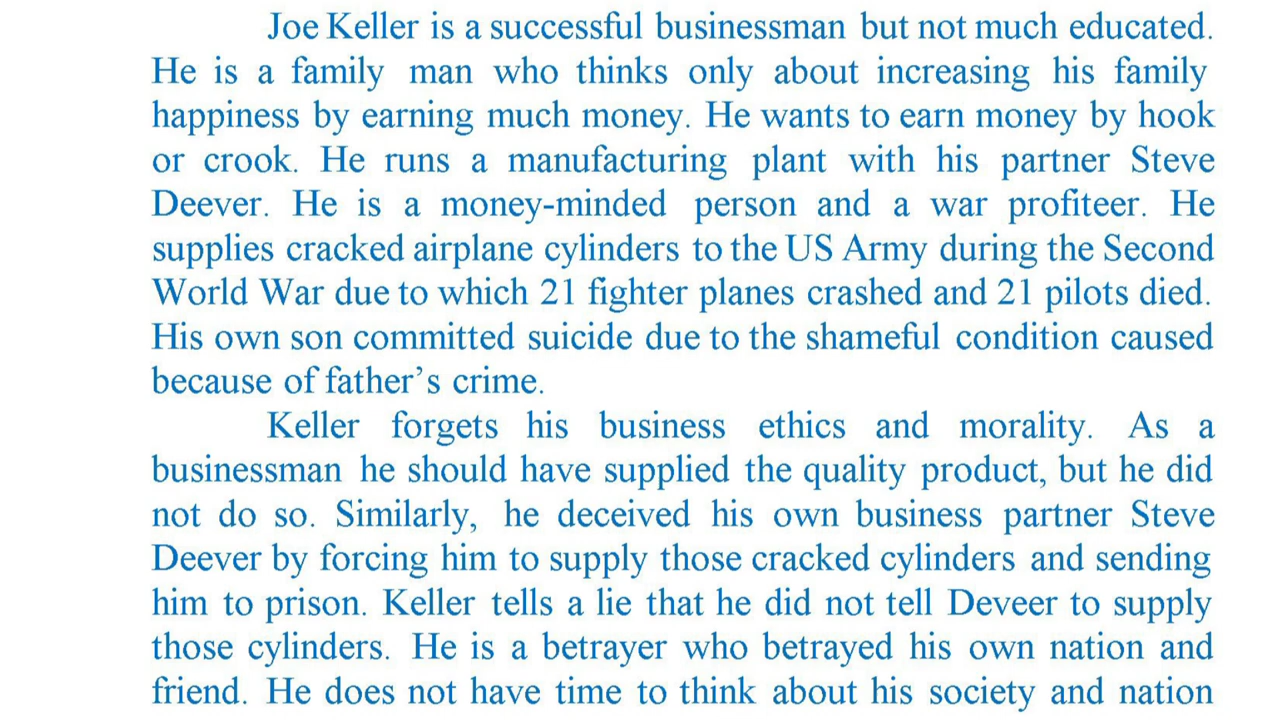 Joe Keller is a successful businessman but not much educated.
He is a family man who thinks only about increasing his family
happiness by earning much money. He wants to earn money by hook
or crook. He runs a manufacturing plant with his partner Steve
Deever. He is a money-minded person and a war profiteer. He
supplies cracked airplane cylinders to the US Army during the Second
World War due to which 21 fighter planes crashed and 21 pilots died.
His own son committed suicide due to the shameful condition caused
because of father's crime.
Keller forgets his business ethics and morality. As a
businessman he should have supplied the quality product, but he did
not do so. Similarly, he deceived his own business partner Steve
Deever by forcing him to supply those cracked cylinders and sending
him to prison. Keller tells a lie that he did not tell Deveer to supply
those cylinders. He is a betrayer who betrayed his own nation and
friend. He does not have time to think about his society and nation